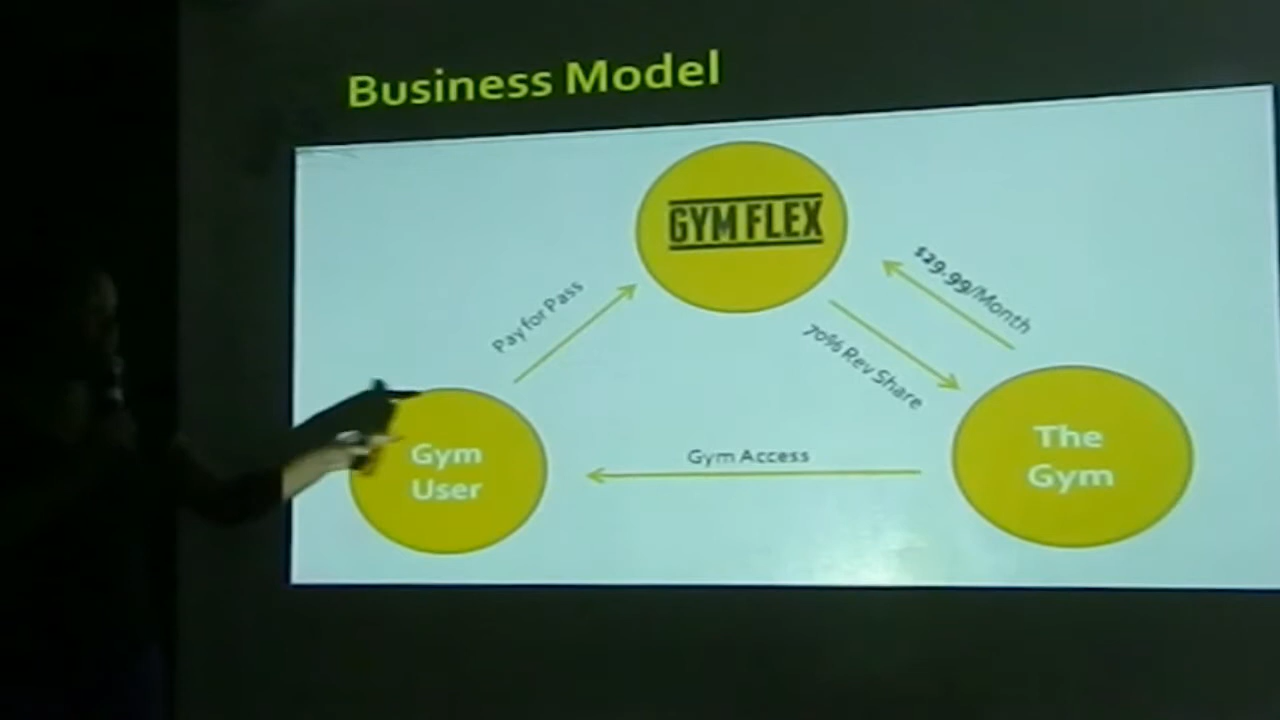 Business Model
GYM FLEX
Pay for Pass
$29.99/Month
70% Rev Share
Gym
User
Gym Access
The
Gym